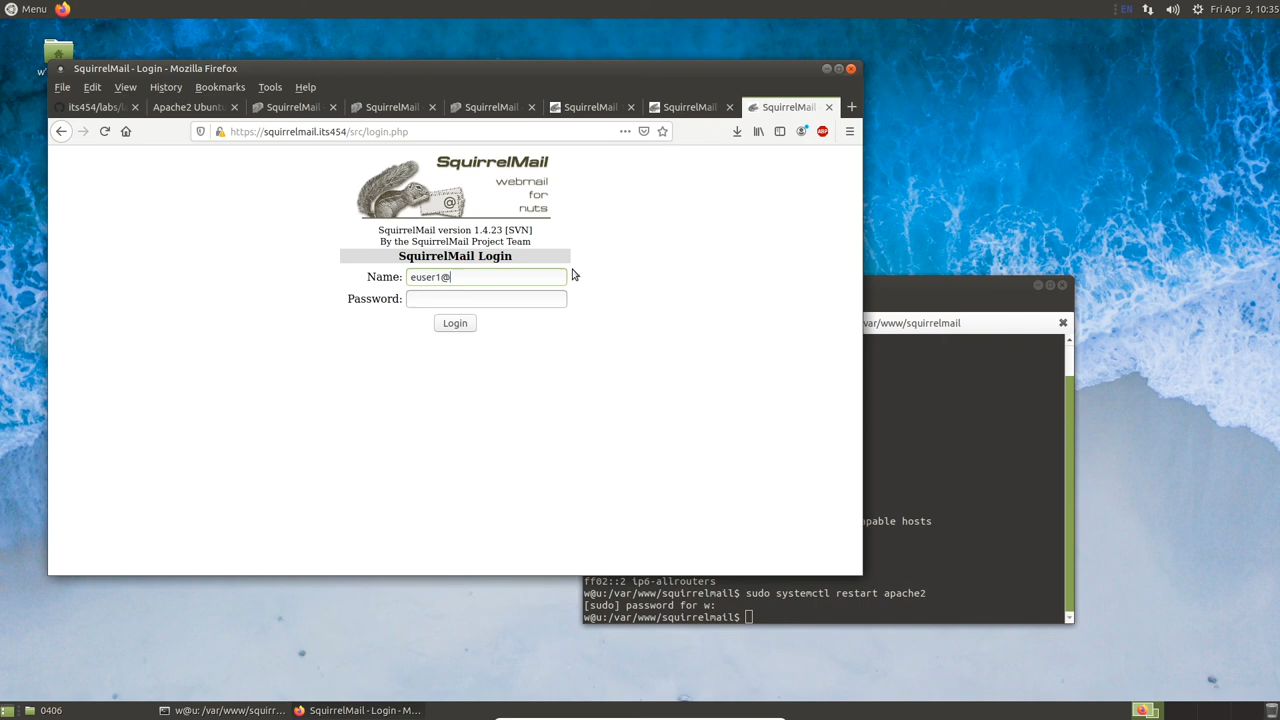 Menu
EN
Fri Apr 3, 10:35
SquirrelMail - Login - Mozilla Firefox
File Edit View History Bookmarks Tools Help
its454/labs/l
Apache2 Ubuntu
SquirrelMail
SquirrelMail
SquirrelMail
SquirrelMail
SquirrelMail
SquirrelMail
https://squirrelmail.its454/src/login.php
ABP
SquirrelMail
webmail
for
nuts
@
SquirrelMail version 1.4.23 [SVN]
By the SquirrelMail Project Team
SquirrelMail Login
Name: euser1@
Password:
Login
/var/www/squirrelmail
apable hosts
ff02::2 ip6-allrouters
w@u:/var/www/squirrelmail$ sudo systemctl restart apache2
[sudo] password for w:
w@u:/var/www/squirrelmail$
0406
w@u: /var/www/squirr...
SquirrelMail - Login - M...